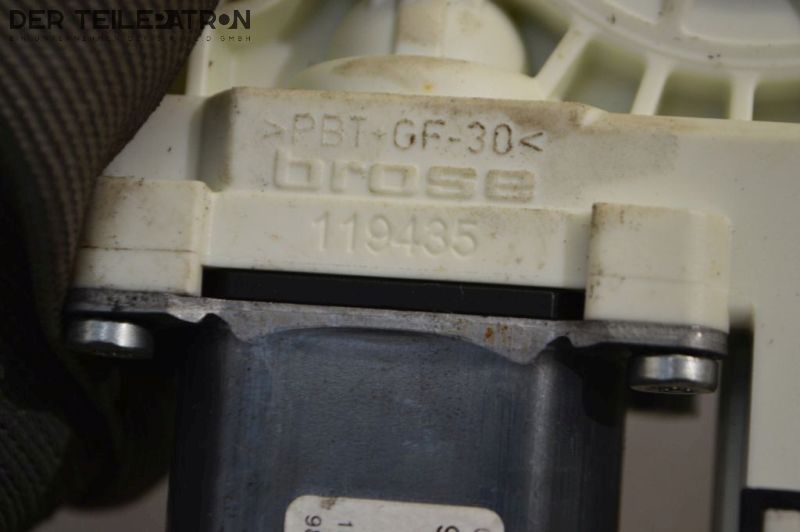 DER TEILEPATRON
>PBT+GF-30<
brose
119435